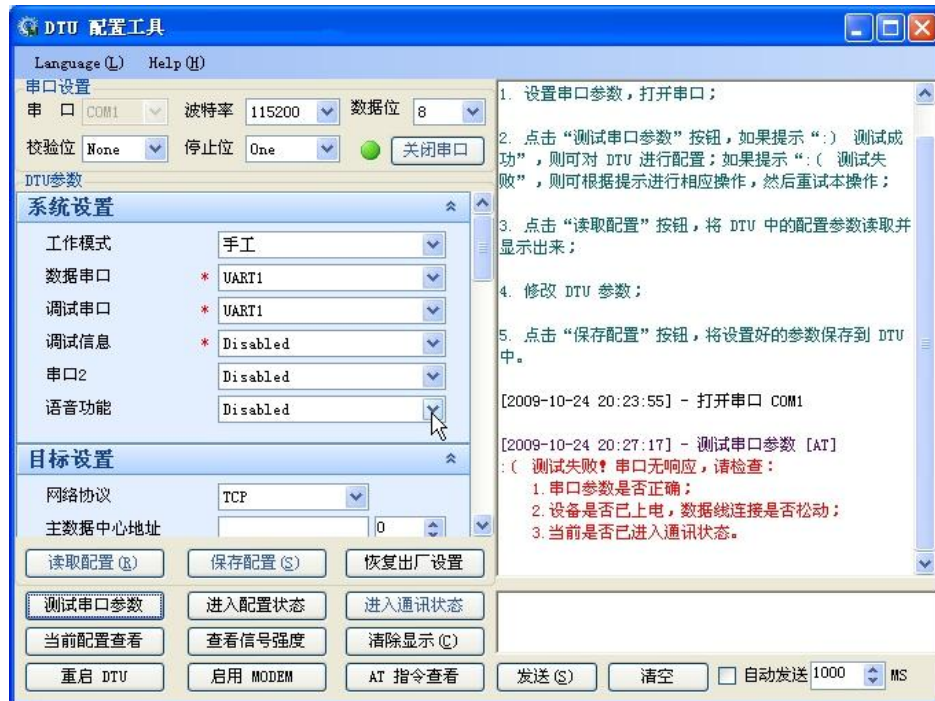 DTU 配置工具
Language(L) Help(H)
串口设置
串 口 COM1 波特率 115200 数据位 8
校验位 None 停止位 One 关闭串口
DTU参数
系统设置
工作模式 手工
数据串口 * UART1
调试串口 * UART1
调试信息 * Disabled
串口2 Disabled
语音功能 Disabled
目标设置
网络协议 TCP
主数据中心地址 0
读取配置(R) 保存配置(S) 恢复出厂设置
测试串口参数 进入配置状态 进入通讯状态
当前配置查看 查看信号强度 清除显示(C)
重启 DTU 启用 MODEM AT 指令查看
1. 设置串口参数，打开串口；
2. 点击“测试串口参数”按钮，如果提示“:) 测试成
功”，则可对 DTU 进行配置；如果提示“:( 测试失
败”，则可根据提示进行相应操作，然后重试本操作；
3. 点击“读取配置”按钮，将 DTU 中的配置参数读取并
显示出来；
4. 修改 DTU 参数；
5. 点击“保存配置”按钮，将设置好的参数保存到 DTU
中。
[2009-10-24 20:23:55] - 打开串口 COM1
[2009-10-24 20:27:17] - 测试串口参数 [AT]
:( 测试失败! 串口无响应，请检查：
1.串口参数是否正确；
2.设备是否已上电，数据线连接是否松动；
3.当前是否已进入通讯状态。
发送(S) 清空 自动发送 1000 MS